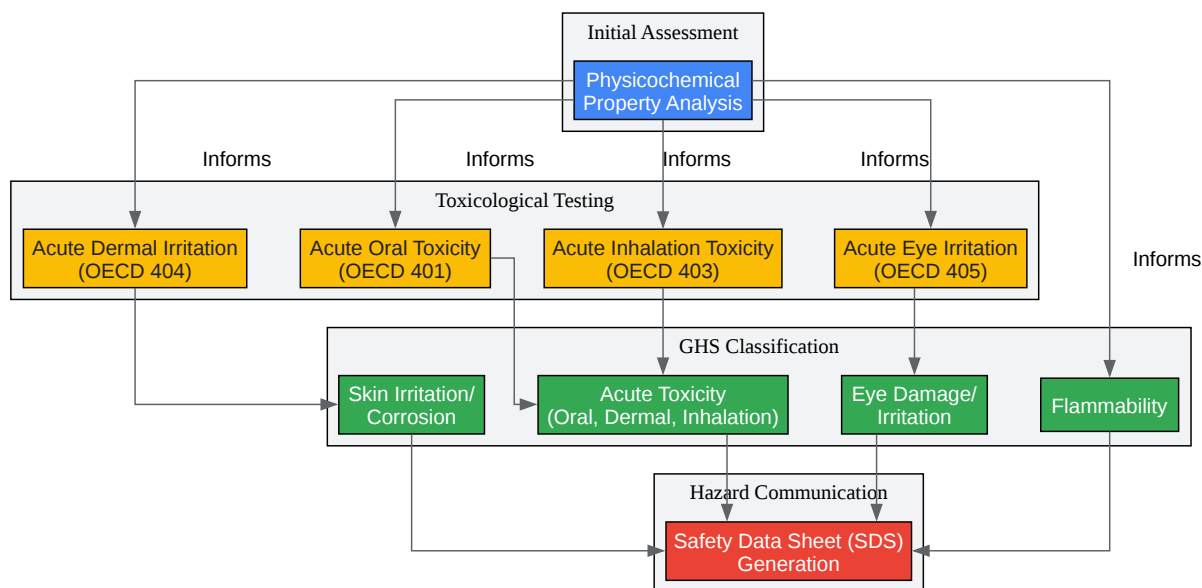 Initial Assessment
Physicochemical
Property Analysis
Informs
Informs
Informs
Informs
Toxicological Testing
Acute Dermal Irritation
(OECD 404)
Acute Oral Toxicity
(OECD 401)
Acute Inhalation Toxicity
(OECD 403)
Acute Eye Irritation
(OECD 405)
Informs
GHS Classification
Skin Irritation/
Corrosion
Acute Toxicity
(Oral, Dermal, Inhalation)
Eye Damage/
Irritation
Flammability
Hazard Communication
Safety Data Sheet (SDS)
Generation